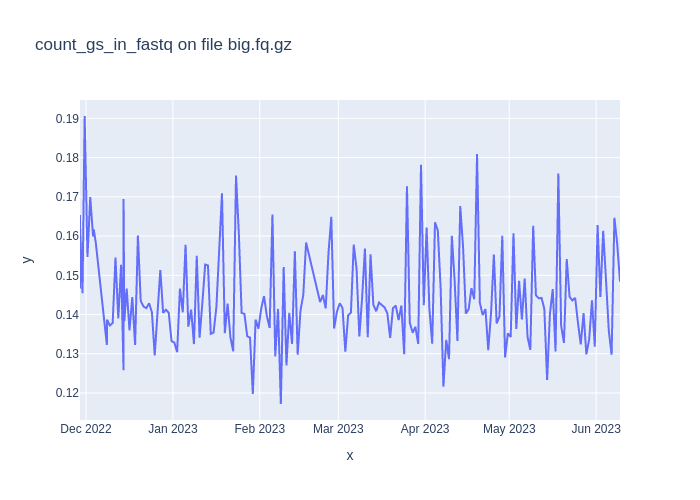 count_gs_in_fastq on file big.fq.gz
0.19
0.18
0.17
0.16
0.15
0.14
0.13
0.12
y
Dec 2022 Jan 2023 Feb 2023 Mar 2023 Apr 2023 May 2023 Jun 2023
x